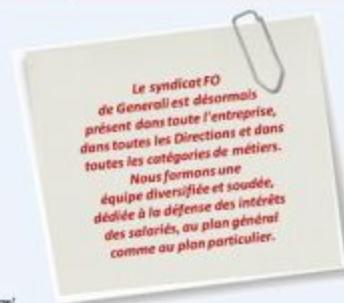 Le syndicat FO
de Generali est désormais
présent dans toute l'entreprise,
dans toutes les Directions et dans
toutes les catégories de métiers.
Nous formons une
équipe diversifiée et soudée,
dédiée à la défense des intérêts
des salariés, au plan général
comme au plan particulier.